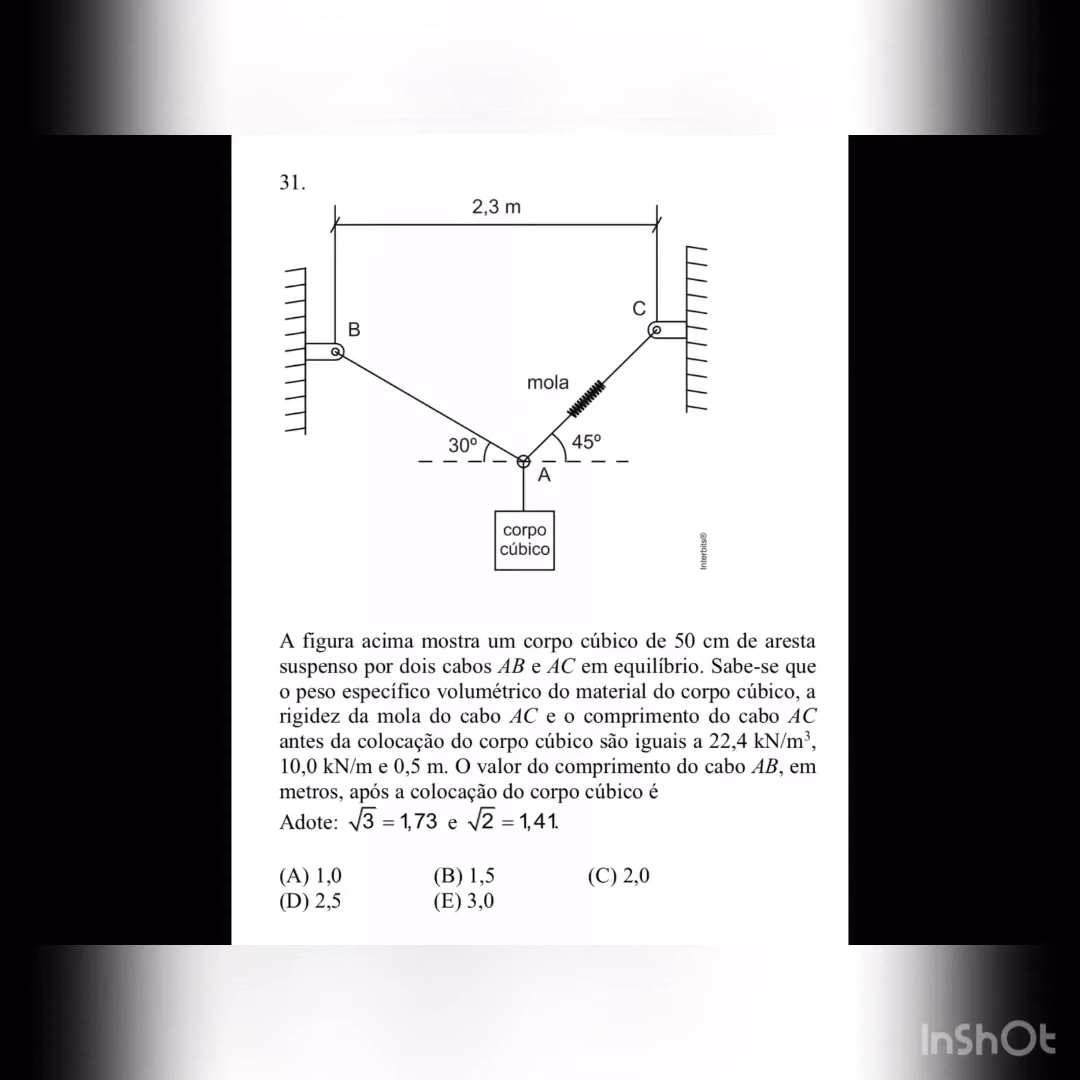 31.
2,3 m
C
B
mola
30º
45º
A
corpo
cúbico
Interbits®
A figura acima mostra um corpo cúbico de 50 cm de aresta
suspenso por dois cabos AB e AC em equilíbrio. Sabe-se que
o peso específico volumétrico do material do corpo cúbico, a
rigidez da mola do cabo AC e o comprimento do cabo AC
antes da colocação do corpo cúbico são iguais a 22,4 kN/m³,
10,0 kN/m e 0,5 m. O valor do comprimento do cabo AB, em
metros, após a colocação do corpo cúbico é
Adote: √3 = 1,73 e √2 = 1,41.
(A) 1,0 (B) 1,5 (C) 2,0
(D) 2,5 (E) 3,0
InShOt